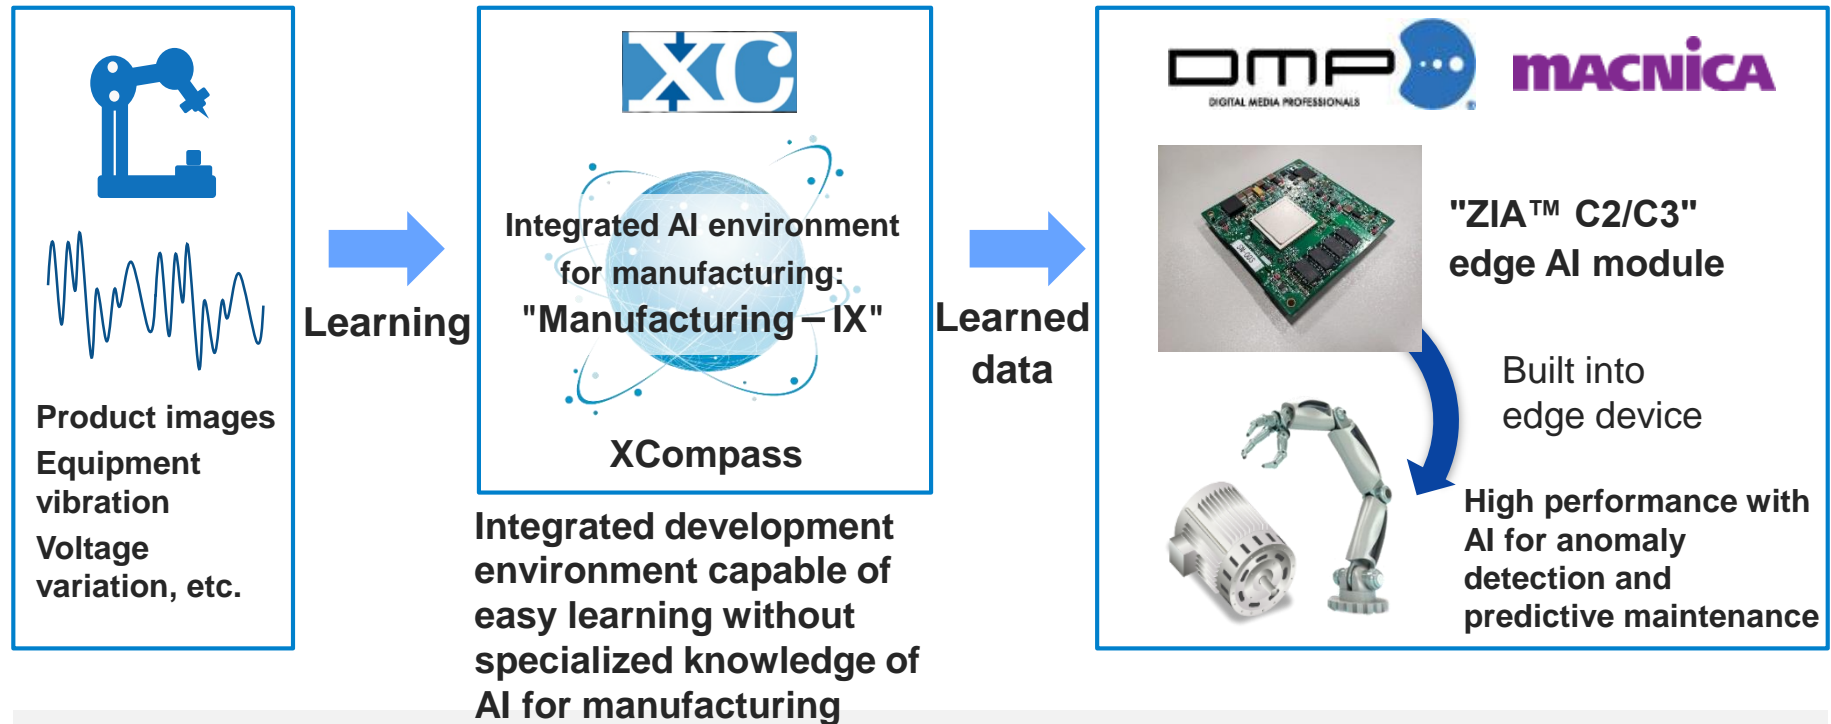 Product images
Equipment
vibration
Voltage
variation, etc.
Learning
XC
Integrated AI environment
for manufacturing:
"Manufacturing－IX"
XCompass
Integrated development
environment capable of
easy learning without
specialized knowledge of
AI for manufacturing
Learned
data
DMP
DIGITAL MEDIA PROFESSIONALS
®
MACNICA
"ZIA™ C2/C3"
edge AI module
Built into
edge device
High performance with
AI for anomaly
detection and
predictive maintenance